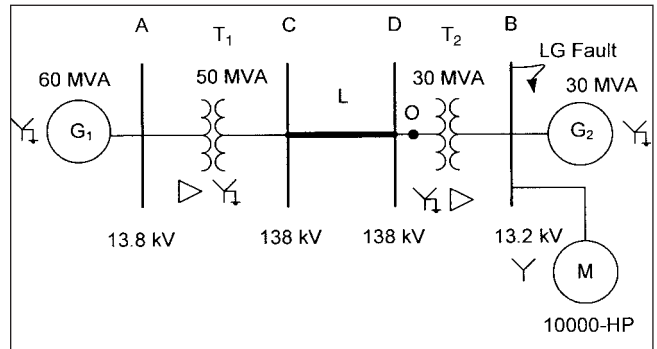 A T₁ C D T₂ B
LG Fault
60 MVA 50 MVA 30 MVA 30 MVA
L
O
G₁ G₂
13.8 kV 138 kV 138 kV 13.2 kV
M
10000-HP